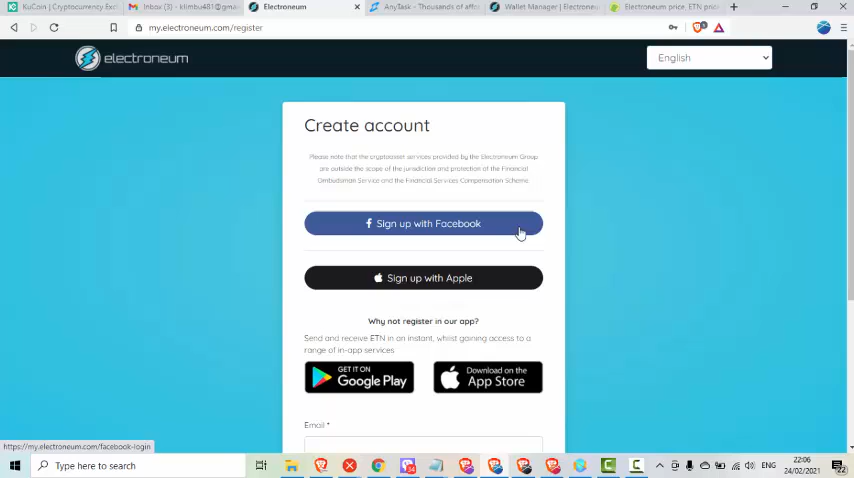 KuCoin | Cryptocurrency Exch
Inbox (3) - klimbu481@gmai
Electroneum
AnyTask - Thousands of affor
Wallet Manager | Electroneum
Electroneum price, ETN pric
my.electroneum.com/register
electroneum
English
Create account
Please note that the cryptoasset services provided by the Electroneum Group
are outside the scope of the jurisdiction and protection of the Financial
Ombudsman Service and the Financial Services Compensation Scheme.
Sign up with Facebook
Sign up with Apple
Why not register in our app?
Send and receive ETN in an instant, whilst gaining access to a
range of in-app services
GET IT ON
Google Play
Download on the
App Store
Email *
https://my.electroneum.com/facebook-login
Type here to search
ENG
22:06
24/02/2021
22